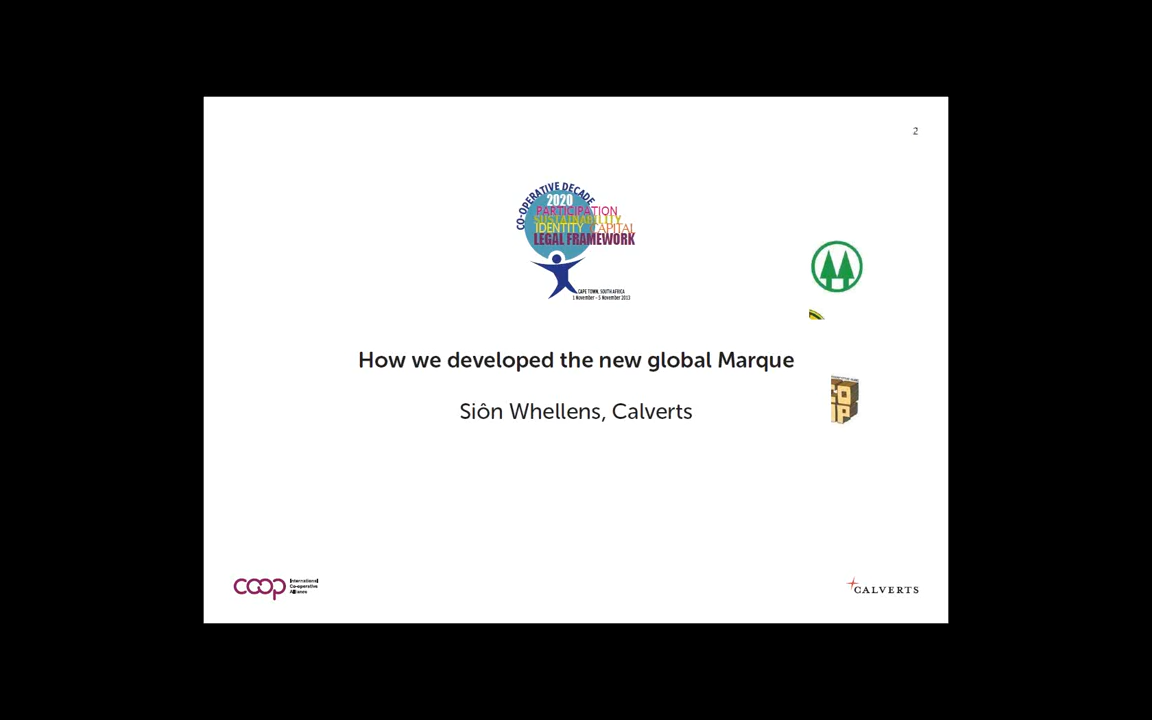 2
CO-OPERATIVE DECADE
2020
PARTICIPATION
SUSTAINABILITY
IDENTITY CAPITAL
LEGAL FRAMEWORK
CAPE TOWN, SOUTH AFRICA
1 November - 5 November 2013
How we developed the new global Marque
Siôn Whellens, Calverts
coop
International
Co-operative
Alliance
CALVERTS